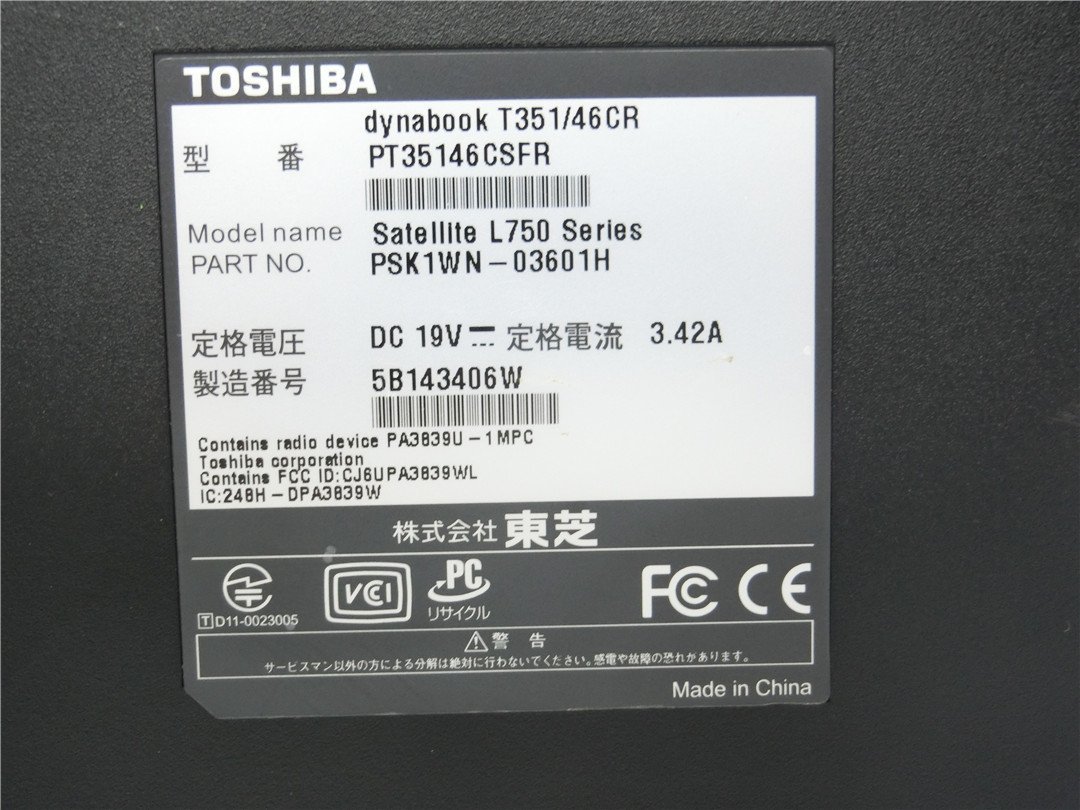 TOSHIBA
dynabook T351/46CR
型 番 PT35146CSFR
Model name Satellite L750 Series
PART NO. PSK1WN-03601H
定格電圧 DC 19V 定格電流 3.42A
製造番号 5B143406W
Contains radio device PA3839U-1MPC
Toshiba corporation
Contains FCC ID:CJ6UPA3839WL
IC:248H-DPA3839W
株式会社 東芝
VCI PC FC CE
リサイクル
T D11-0023005
警 告
サービスマン以外の方による分解は絶対に行わないでください。感電や故障の恐れがあります。
Made in China